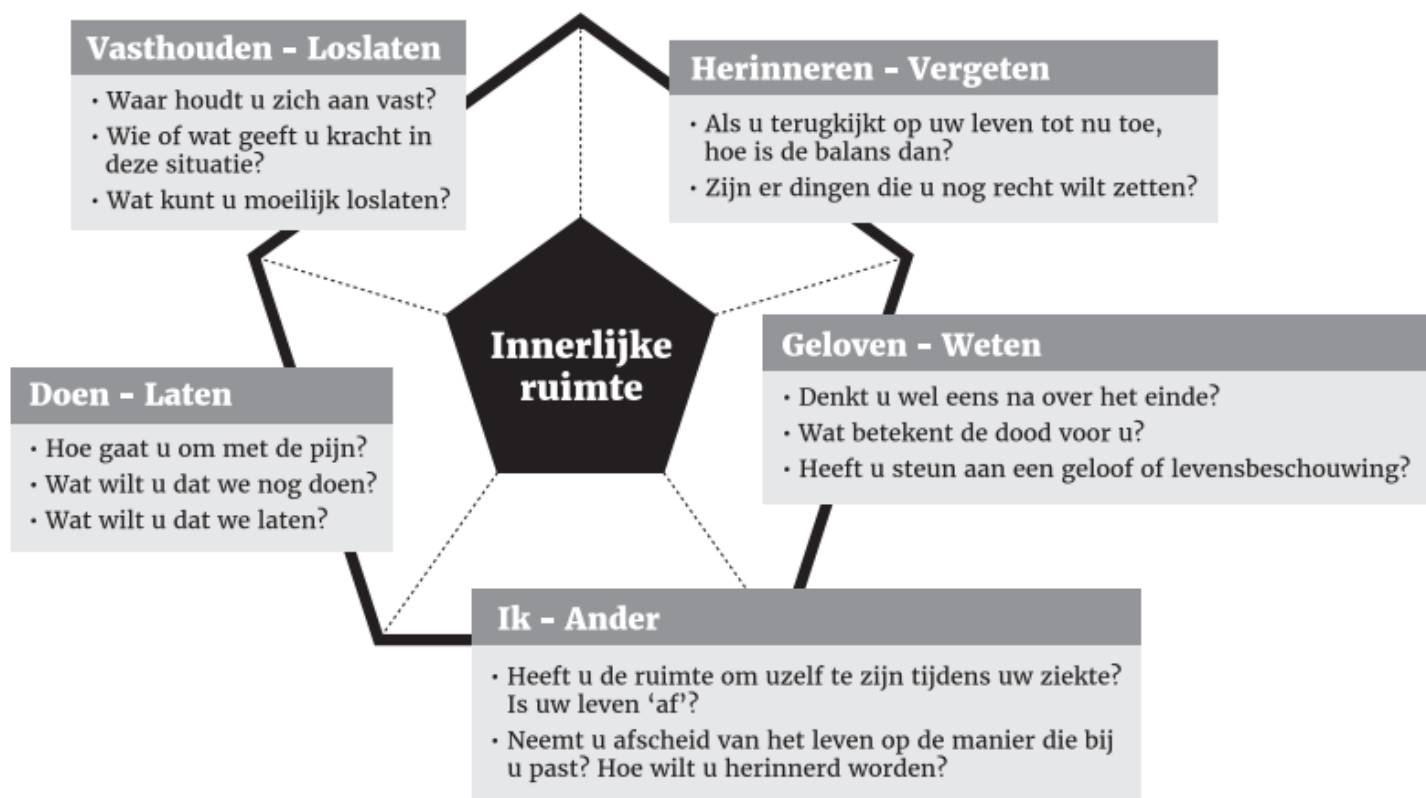 Vasthouden - Loslaten
• Waar houdt u zich aan vast?
• Wie of wat geeft u kracht in
deze situatie?
• Wat kunt u moeilijk loslaten?
Herinneren - Vergeten
• Als u terugkijkt op uw leven tot nu toe,
hoe is de balans dan?
• Zijn er dingen die u nog recht wilt zetten?
Innerlijke
ruimte
Geloven - Weten
• Denkt u wel eens na over het einde?
• Wat betekent de dood voor u?
• Heeft u steun aan een geloof of levensbeschouwing?
Doen - Laten
• Hoe gaat u om met de pijn?
• Wat wilt u dat we nog doen?
• Wat wilt u dat we laten?
Ik - Ander
• Heeft u de ruimte om uzelf te zijn tijdens uw ziekte?
Is uw leven ‘af’?
• Neemt u afscheid van het leven op de manier die bij
u past? Hoe wilt u herinnerd worden?